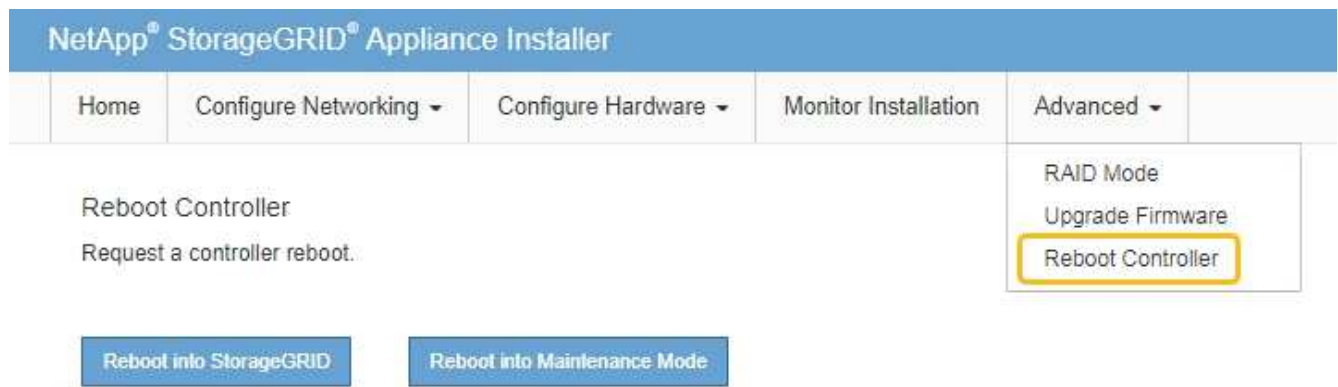 NetApp® StorageGRID® Appliance Installer
Home Configure Networking Configure Hardware Monitor Installation Advanced
RAID Mode
Upgrade Firmware
Reboot Controller
Reboot Controller
Request a controller reboot.
Reboot into StorageGRID Reboot into Maintenance Mode